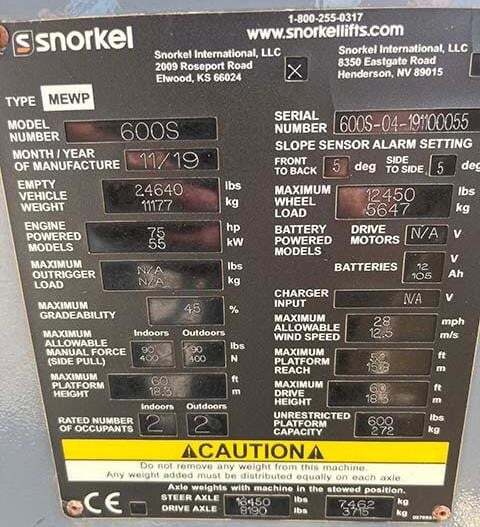 1-800-255-0317
snorkel www.snorkellifts.com
Snorkel International, LLC
2009 Roseport Road
Elwood, KS 66024
Snorkel International, LLC
8350 Eastgate Road
Henderson, NV 89015
TYPE MEWP
MODEL NUMBER 600S
SERIAL NUMBER 600S-04-191100055
MONTH / YEAR OF MANUFACTURE 11/19
SLOPE SENSOR ALARM SETTING
FRONT TO BACK 5 deg SIDE TO SIDE 5 deg
EMPTY VEHICLE WEIGHT 24640 lbs 11177 kg
MAXIMUM WHEEL LOAD 12450 lbs 5647 kg
ENGINE POWERED MODELS 75 hp 55 kW
BATTERY POWERED MODELS DRIVE MOTORS N/A V
BATTERIES 12 V 105 Ah
MAXIMUM OUTRIGGER LOAD N/A lbs N/A kg
CHARGER INPUT N/A V
MAXIMUM GRADEABILITY 45 %
MAXIMUM ALLOWABLE WIND SPEED 28 mph 12.5 m/s
MAXIMUM ALLOWABLE MANUAL FORCE (SIDE PULL) Indoors 90 400 Outdoors 90 400 lbs N
MAXIMUM PLATFORM REACH ft m
MAXIMUM PLATFORM HEIGHT 60 ft 18.3 m
MAXIMUM DRIVE HEIGHT 60 ft 18.3 m
RATED NUMBER OF OCCUPANTS Indoors 2 Outdoors 2
UNRESTRICTED PLATFORM CAPACITY 600 lbs 272 kg
CAUTION
Do not remove any weight from this machine.
Any weight added must be distributed equally on each axle.
Axle weights with machine in the stowed position.
CE
STEER AXLE 16450 lbs 7462 kg
DRIVE AXLE 8190 lbs 3715 kg